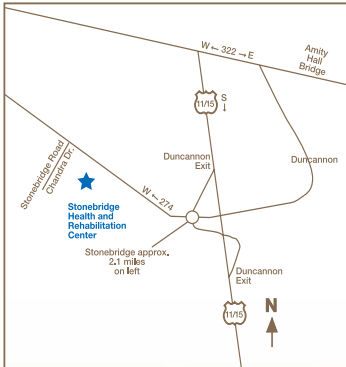 W ← 322 → E
Amity
Hall
Bridge
11/15
S
↓
Duncannon
Exit
Duncannon
Stonebridge Road
Chandra Dr.
Stonebridge
Health and
Rehabilitation
Center
W ← 274
Stonebridge approx.
2.1 miles
on left
Duncannon
Exit
11/15
N